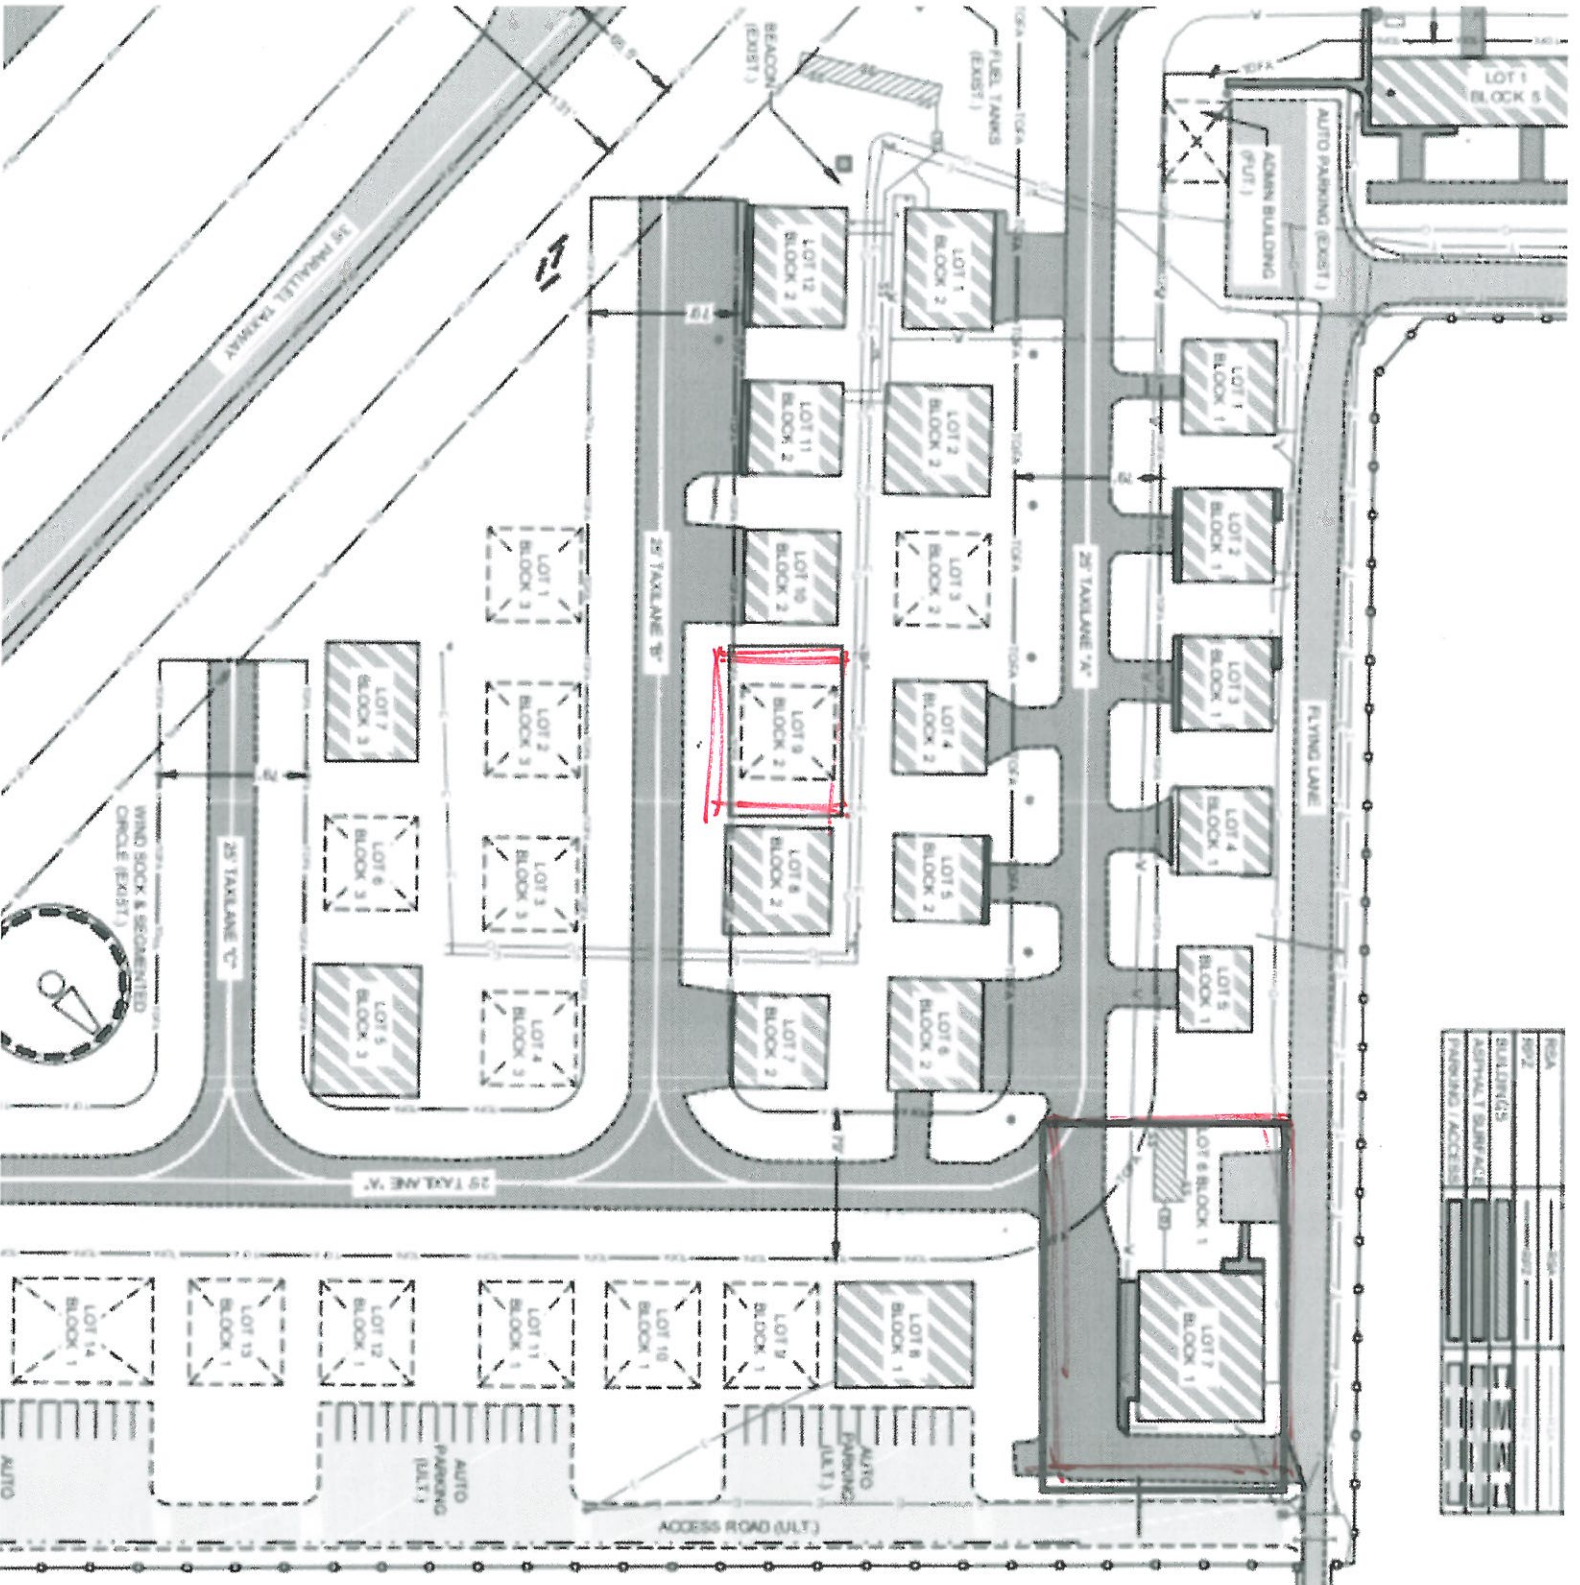 BEACON
(EXIST.)
FUEL TANKS
(EXIST.)
TOFA
TOFA
LOT 1
BLOCK 5
AUTO PARKING (EXIST.)
ADMIN BUILDING
(FUT.)
35' PARALLEL TAXIWAY
79'
LOT 12
BLOCK 2
LOT 1
BLOCK 2
LOT 1
BLOCK 1
LOT 11
BLOCK 2
LOT 2
BLOCK 2
79'
LOT 2
BLOCK 1
LOT 1
BLOCK 3
25' TAXILANE "B"
LOT 10
BLOCK 2
LOT 3
BLOCK 2
25' TAXILANE "A"
LOT 3
BLOCK 1
LOT 7
BLOCK 3
LOT 2
BLOCK 3
LOT 9
BLOCK 2
LOT 4
BLOCK 2
FLYING LANE
79'
LOT 4
BLOCK 1
WIND SOCK & SEGMENTED
CIRCLE (EXIST.)
25' TAXILANE "C"
LOT 6
BLOCK 3
LOT 3
BLOCK 3
LOT 8
BLOCK 2
LOT 5
BLOCK 2
LOT 5
BLOCK 1
LOT 5
BLOCK 3
LOT 4
BLOCK 3
LOT 7
BLOCK 2
LOT 6
BLOCK 2
RSA
RPZ
BUILDINGS
ASPHALT SURFACE
PARKING / ACCESS
79'
LOT 6 BLOCK 1
25' TAXILANE "A"
LOT 14
BLOCK 1
LOT 13
BLOCK 1
LOT 12
BLOCK 1
LOT 11
BLOCK 1
LOT 10
BLOCK 1
LOT 9
BLOCK 1
LOT 8
BLOCK 1
LOT 7
BLOCK 1
AUTO
AUTO
PARKING
(ULT.)
AUTO
PARKING
(ULT.)
ACCESS ROAD (ULT.)